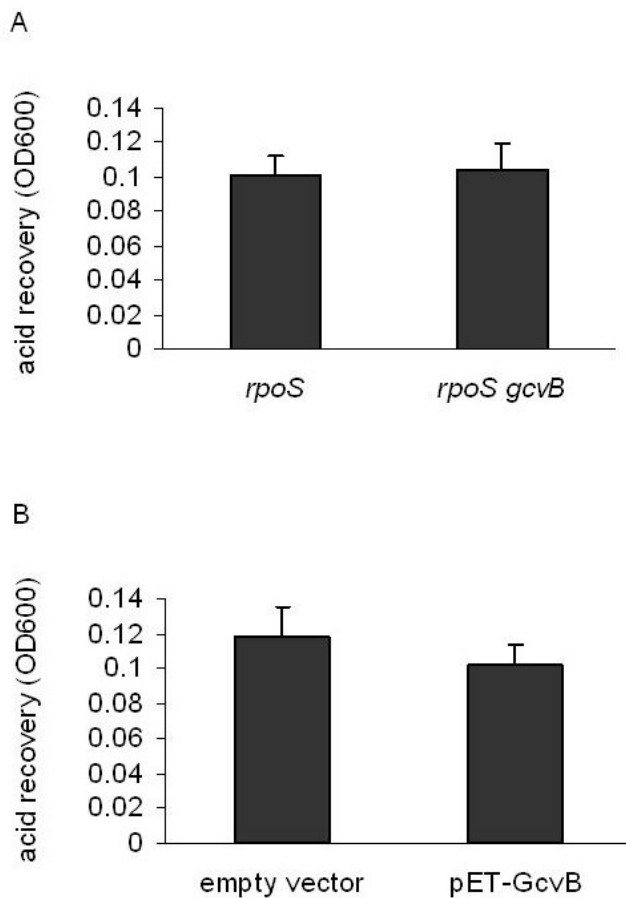 A
acid recovery (OD600)
0.14
0.12
0.1
0.08
0.06
0.04
0.02
0
rpoS
rpoS gcvB
B
acid recovery (OD600)
0.14
0.12
0.1
0.08
0.06
0.04
0.02
0
empty vector
pET-GcvB